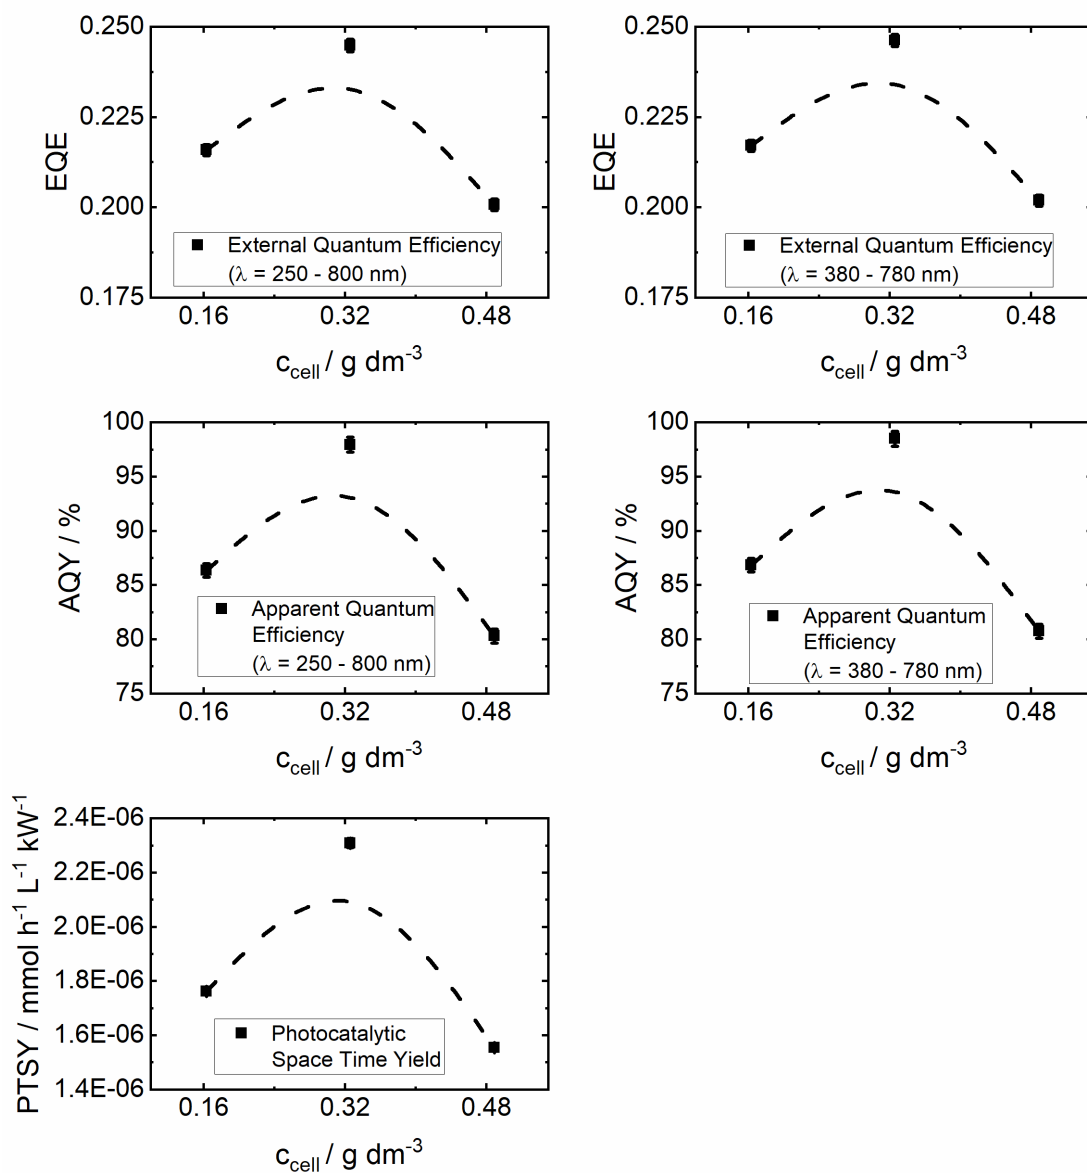 0.250
0.225
0.200
0.175
EQE
External Quantum Efficiency
(λ = 250 - 800 nm)
0.16 0.32 0.48
c_cell / g dm⁻³
0.250
0.225
0.200
0.175
EQE
External Quantum Efficiency
(λ = 380 - 780 nm)
0.16 0.32 0.48
c_cell / g dm⁻³
100
95
90
85
80
75
AQY / %
Apparent Quantum
Efficiency
(λ = 250 - 800 nm)
0.16 0.32 0.48
c_cell / g dm⁻³
100
95
90
85
80
75
AQY / %
Apparent Quantum
Efficiency
(λ = 380 - 780 nm)
0.16 0.32 0.48
c_cell / g dm⁻³
2.4E-06
2.2E-06
2.0E-06
1.8E-06
1.6E-06
1.4E-06
PTSY / mmol h⁻¹ L⁻¹ kW⁻¹
Photocatalytic
Space Time Yield
0.16 0.32 0.48
c_cell / g dm⁻³